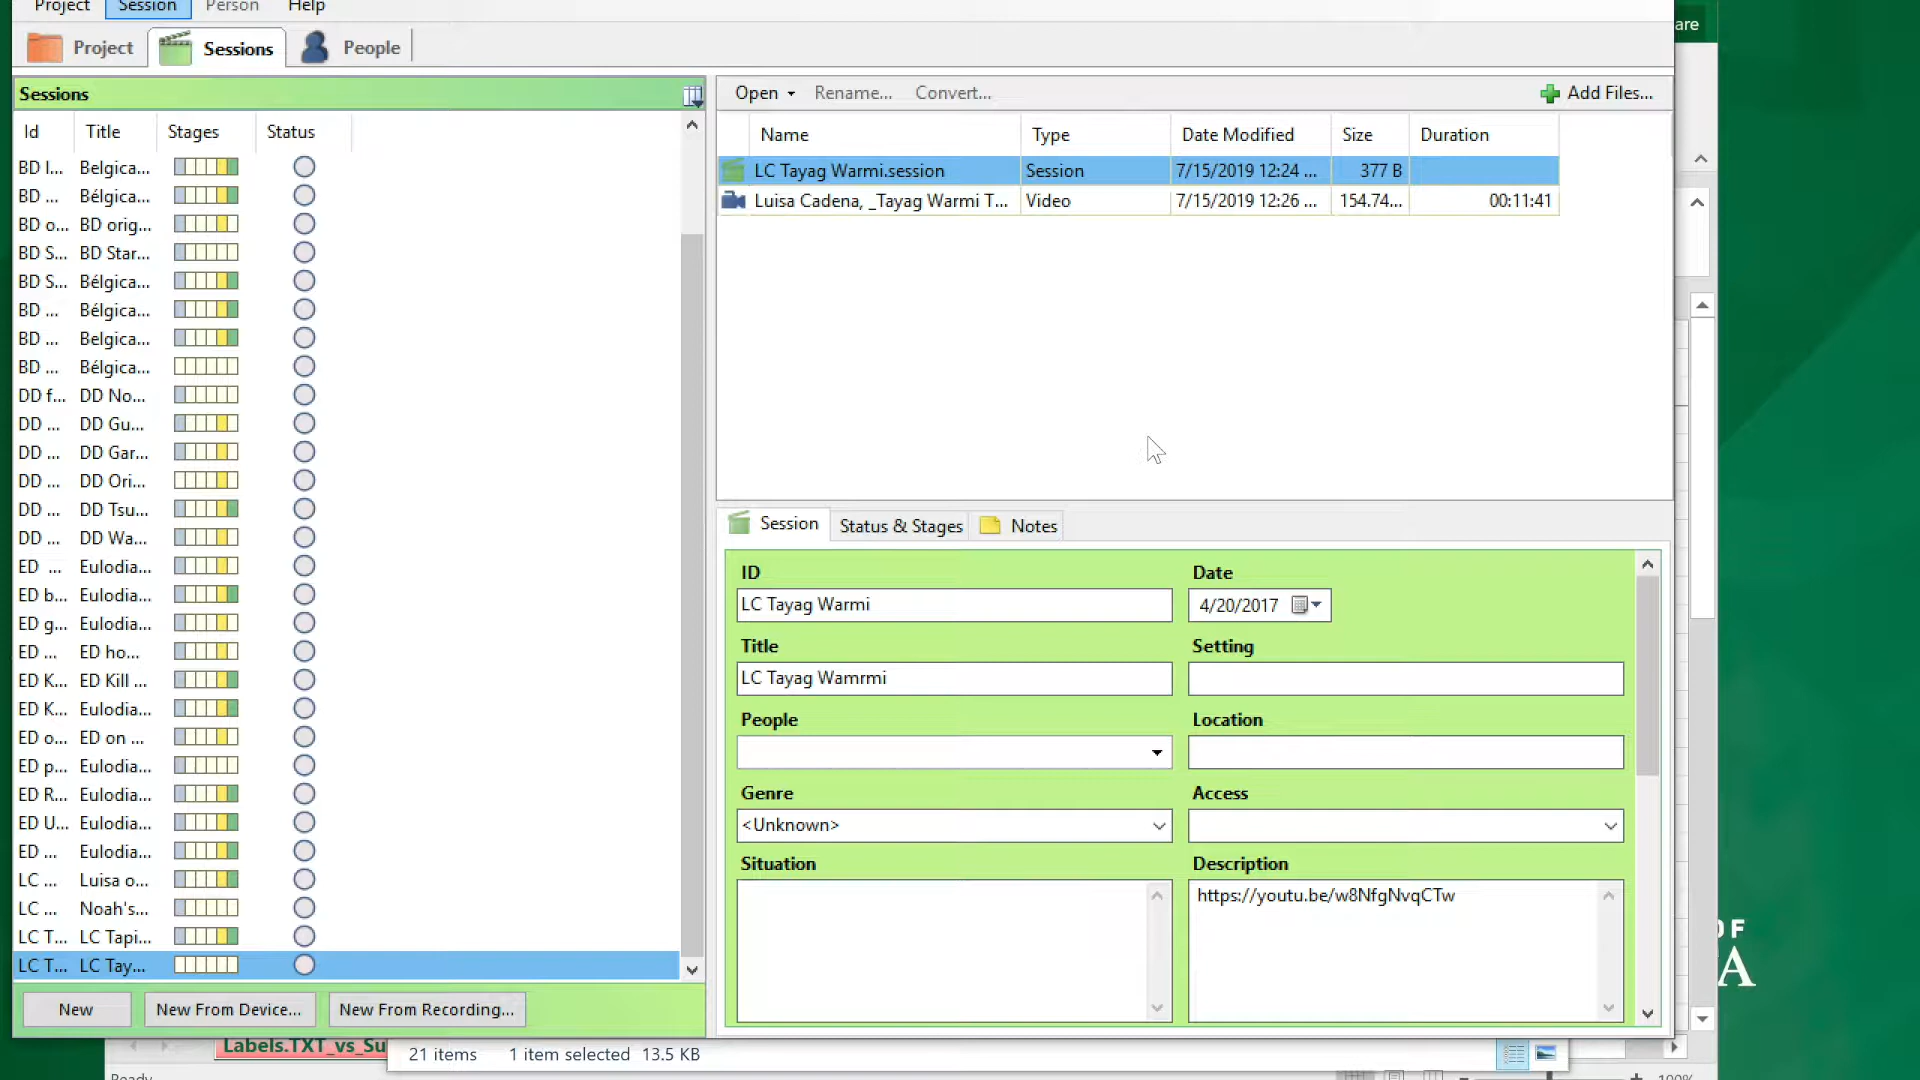 Project Session Person Help
Project Sessions People
Sessions
Id Title Stages Status
BD I... Belgica...
BD ... Bélgica...
BD o... BD orig...
BD S... BD Star...
BD S... Bélgica...
BD ... Bélgica...
BD ... Belgica...
BD ... Bélgica...
DD f... DD No...
DD ... DD Gu...
DD ... DD Gar...
DD ... DD Ori...
DD ... DD Tsu...
DD ... DD Wa...
ED ... Eulodia...
ED b... Eulodia...
ED g... Eulodia...
ED ... ED ho...
ED K... ED Kill ...
ED K... Eulodia...
ED o... ED on ...
ED p... Eulodia...
ED R... Eulodia...
ED U... Eulodia...
ED ... Eulodia...
LC ... Luisa o...
LC ... Noah's...
LC T... LC Tapi...
LC T... LC Tay...
New New From Device... New From Recording...
Open Rename... Convert... Add Files...
Name Type Date Modified Size Duration
LC Tayag Warmi.session Session 7/15/2019 12:24 ... 377 B
Luisa Cadena, _Tayag Warmi T... Video 7/15/2019 12:26 ... 154.74... 00:11:41
Session Status & Stages Notes
ID Date
LC Tayag Warmi 4/20/2017
Title Setting
LC Tayag Wamrmi
People Location
Genre Access
<Unknown>
Situation Description
https://youtu.be/w8NfgNvqCTw
are
OF
A
Labels.TXT_vs_Su
21 items 1 item selected 13.5 KB
Ready
100%